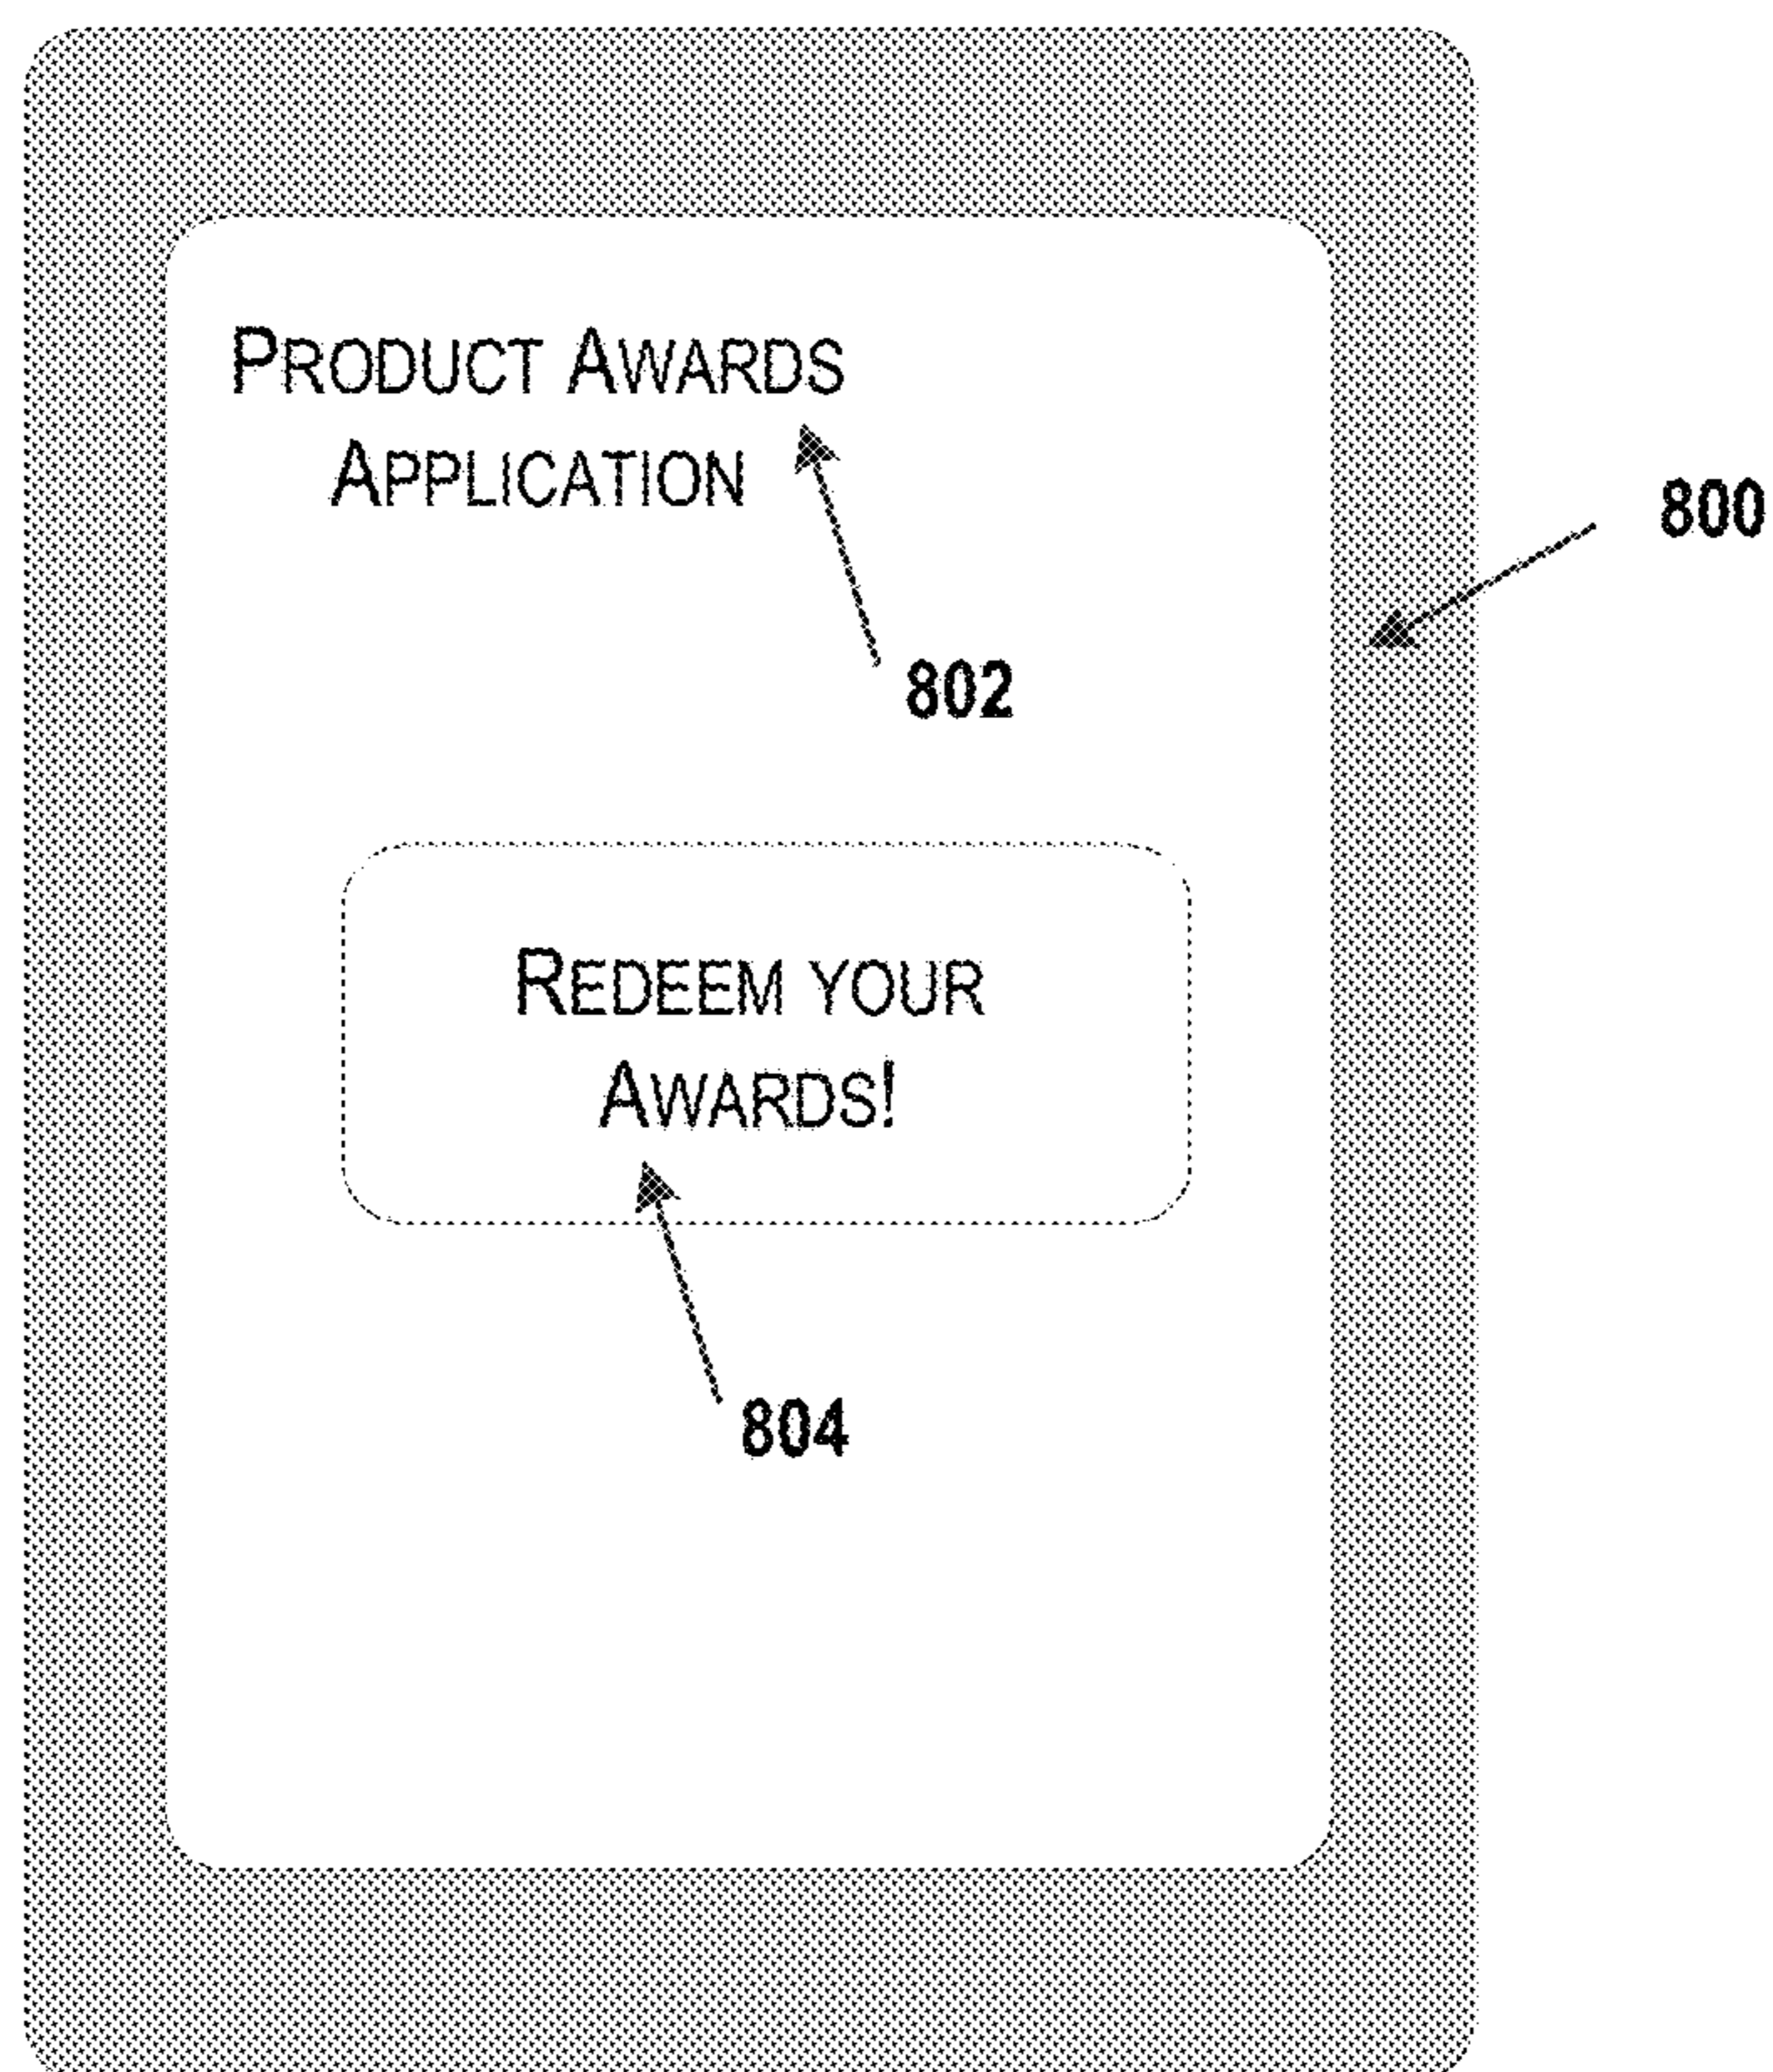 PRODUCT AWARDS
APPLICATION
800
802
REDEEM YOUR
AWARDS!
804